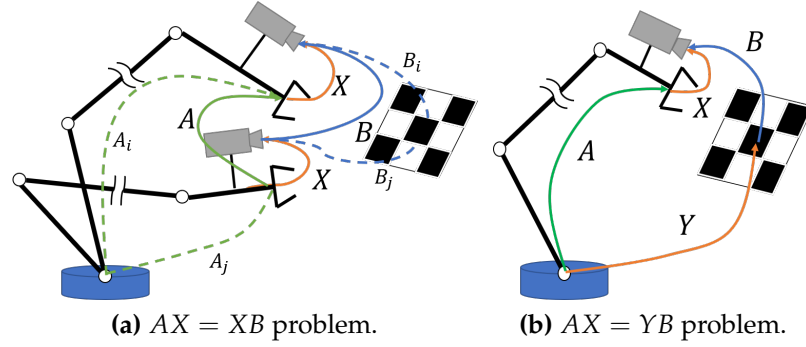 B_i
B
X
X
A
A_i
B
A
X
B_j
Y
A_j
(a) AX = XB problem.
(b) AX = YB problem.